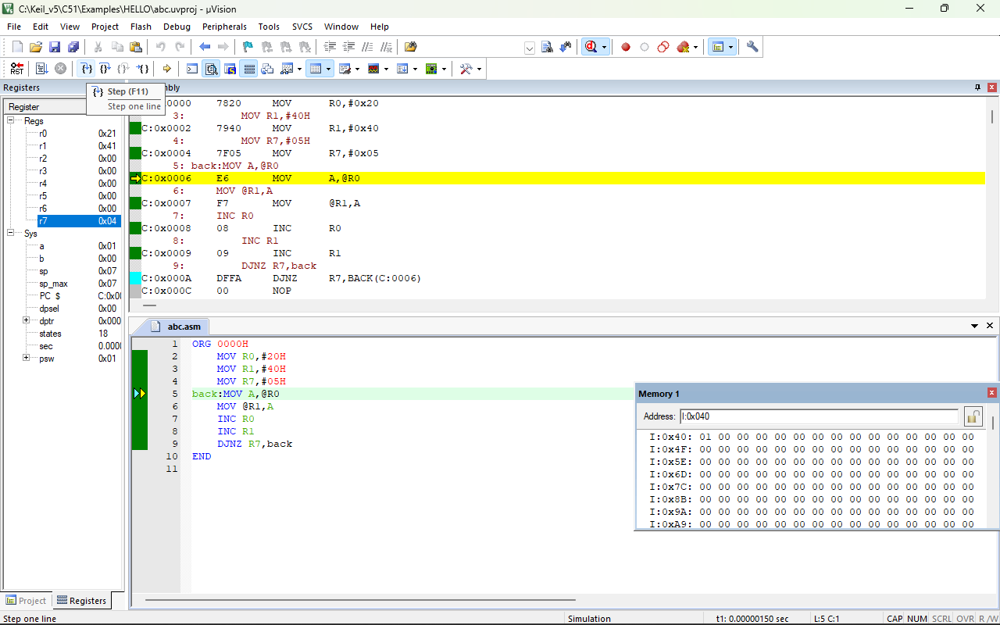 C:\Keil_v5\C51\Examples\HELLO\abc.uvproj - µVision
File Edit View Project Flash Debug Peripherals Tools SVCS Window Help
RST
Registers
Step (F11)
Step one line
Register
Regs
r0 0x21
r1 0x41
r2 0x00
r3 0x00
r4 0x00
r5 0x00
r6 0x00
r7 0x04
Sys
a 0x01
b 0x00
sp 0x07
sp_max 0x07
PC $ C:0x00
dpsel 0x00
dptr 0x000
states 18
sec 0.0000
psw 0x01
Project Registers
bly
0000 7820 MOV R0,#0x20
3: MOV R1,#40H
C:0x0002 7940 MOV R1,#0x40
4: MOV R7,#05H
C:0x0004 7F05 MOV R7,#0x05
5: back:MOV A,@R0
C:0x0006 E6 MOV A,@R0
6: MOV @R1,A
C:0x0007 F7 MOV @R1,A
7: INC R0
C:0x0008 08 INC R0
8: INC R1
C:0x0009 09 INC R1
9: DJNZ R7,back
C:0x000A DFFA DJNZ R7,BACK(C:0006)
C:0x000C 00 NOP
abc.asm
1 ORG 0000H
2 MOV R0,#20H
3 MOV R1,#40H
4 MOV R7,#05H
5 back:MOV A,@R0
6 MOV @R1,A
7 INC R0
8 INC R1
9 DJNZ R7,back
10 END
11
Memory 1
Address: I:0x040
I:0x40: 01 00 00 00 00 00 00 00 00 00 00 00 00 00 00
I:0x4F: 00 00 00 00 00 00 00 00 00 00 00 00 00 00 00
I:0x5E: 00 00 00 00 00 00 00 00 00 00 00 00 00 00 00
I:0x6D: 00 00 00 00 00 00 00 00 00 00 00 00 00 00 00
I:0x7C: 00 00 00 00 00 00 00 00 00 00 00 00 00 00 00
I:0x8B: 00 00 00 00 00 00 00 00 00 00 00 00 00 00 00
I:0x9A: 00 00 00 00 00 00 00 00 00 00 00 00 00 00 00
I:0xA9: 00 00 00 00 00 00 00 00 00 00 00 00 00 00 00
Step one line Simulation t1: 0.00000150 sec L:5 C:1 CAP NUM SCRL OVR R /W